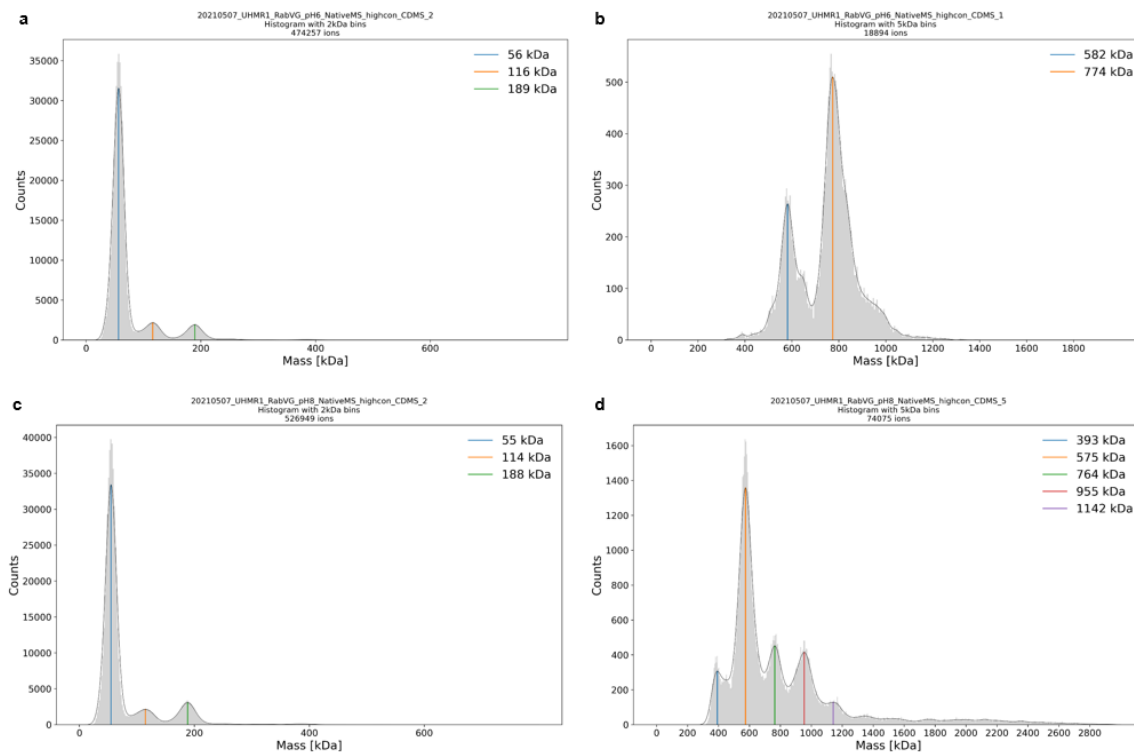 a
20210507_UHMR1_RabVG_pH6_NativeMS_highcon_CDMS_2
Histogram with 2kDa bins
474257 ions
56 kDa
116 kDa
189 kDa
35000
30000
25000
20000
15000
10000
5000
0
Counts
0 200 400 600
Mass [kDa]
b
20210507_UHMR1_RabVG_pH6_NativeMS_highcon_CDMS_1
Histogram with 5kDa bins
18894 ions
582 kDa
774 kDa
500
400
300
200
100
0
Counts
0 200 400 600 800 1000 1200 1400 1600 1800
Mass [kDa]
c
20210507_UHMR1_RabVG_pH8_NativeMS_highcon_CDMS_2
Histogram with 2kDa bins
526949 ions
55 kDa
114 kDa
188 kDa
40000
35000
30000
25000
20000
15000
10000
5000
0
Counts
0 200 400 600
Mass [kDa]
d
20210507_UHMR1_RabVG_pH8_NativeMS_highcon_CDMS_5
Histogram with 5kDa bins
74075 ions
393 kDa
575 kDa
764 kDa
955 kDa
1142 kDa
1600
1400
1200
1000
800
600
400
200
0
Counts
0 200 400 600 800 1000 1200 1400 1600 1800 2000 2200 2400 2600 2800
Mass [kDa]